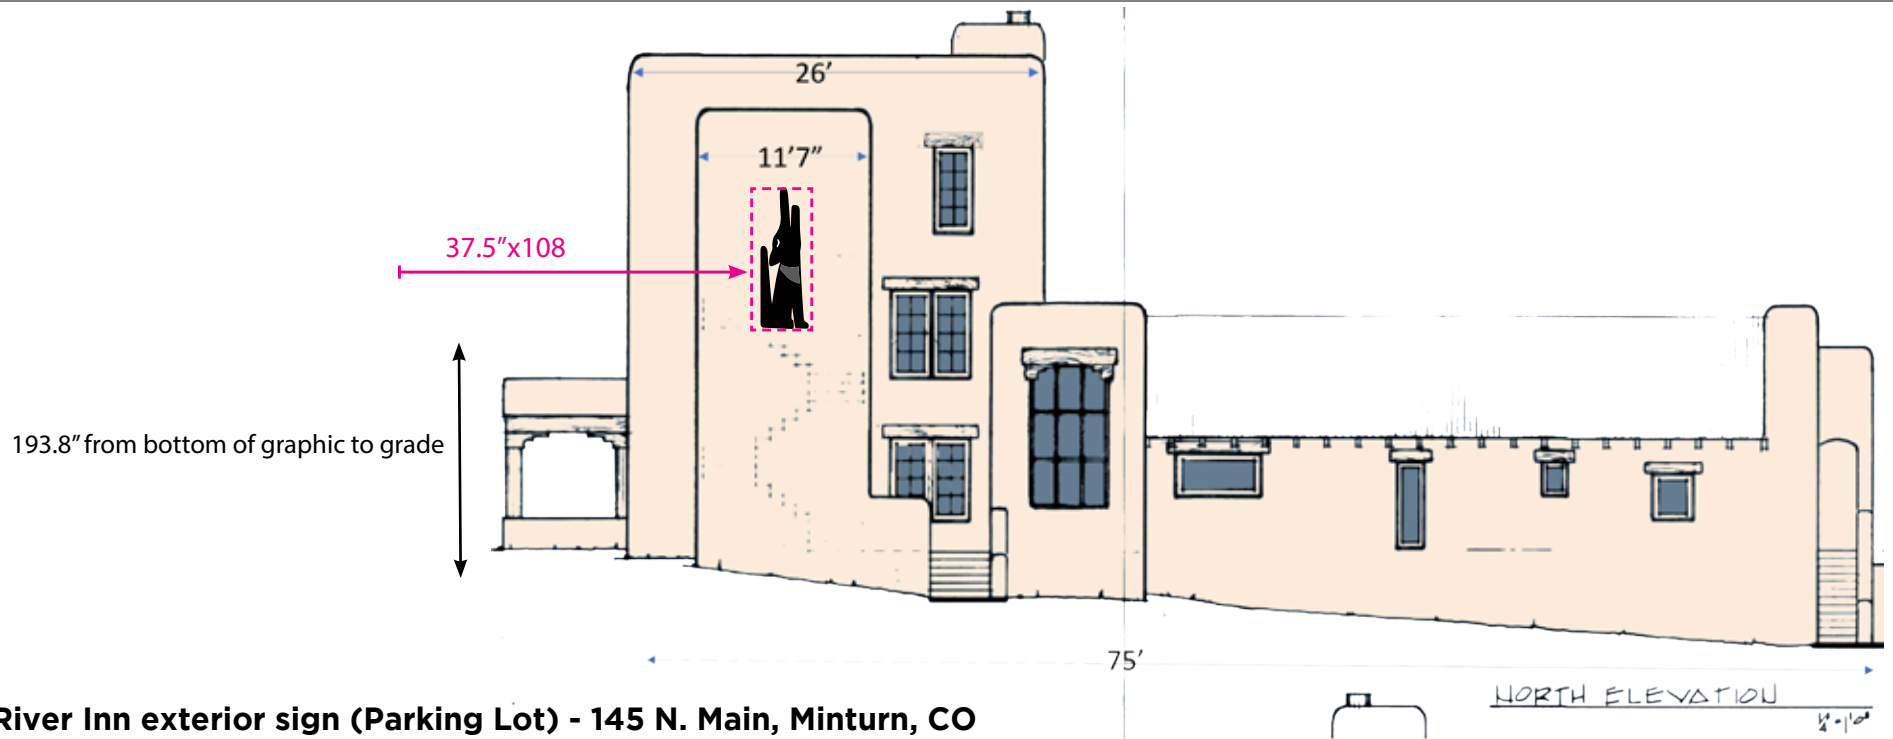 26'
11'7"
37.5"x108
193.8" from bottom of graphic to grade
75'
NORTH ELEVATION
River Inn exterior sign (Parking Lot) - 145 N. Main, Minturn, CO